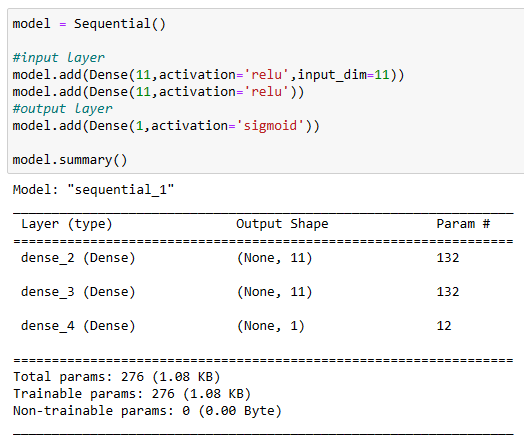 model = Sequential()
#input layer
model.add(Dense(11,activation='relu',input_dim=11))
model.add(Dense(11,activation='relu'))
#output layer
model.add(Dense(1,activation='sigmoid'))
model.summary()
Model: "sequential_1"
_________________________________________________________________
Layer (type) Output Shape Param #
=================================================================
dense_2 (Dense) (None, 11) 132
dense_3 (Dense) (None, 11) 132
dense_4 (Dense) (None, 1) 12
=================================================================
Total params: 276 (1.08 KB)
Trainable params: 276 (1.08 KB)
Non-trainable params: 0 (0.00 Byte)
_________________________________________________________________